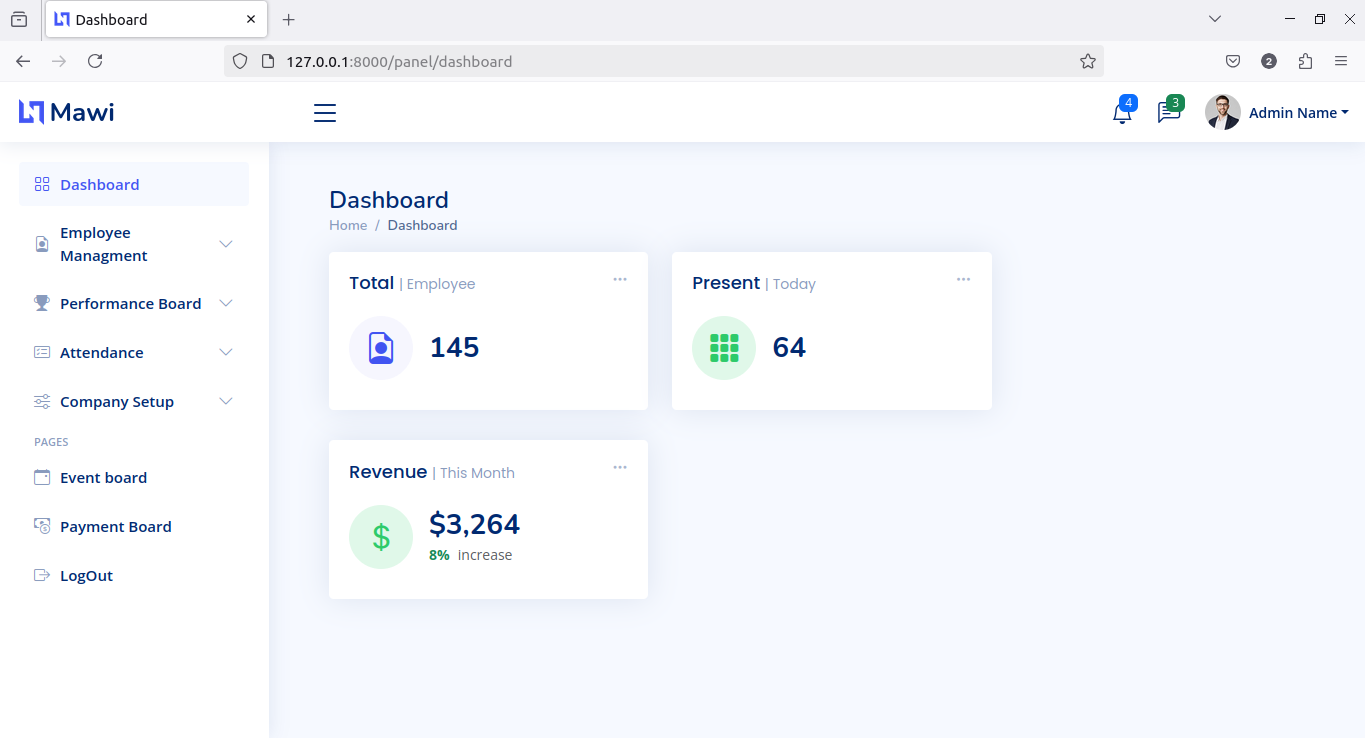 Dashboard
127.0.0.1:8000/panel/dashboard
2
Mawi
4
3
Admin Name
Dashboard
Employee
Managment
Performance Board
Attendance
Company Setup
PAGES
Event board
Payment Board
LogOut
Dashboard
Home / Dashboard
Total | Employee
145
Present | Today
64
Revenue | This Month
$
$3,264
8% increase